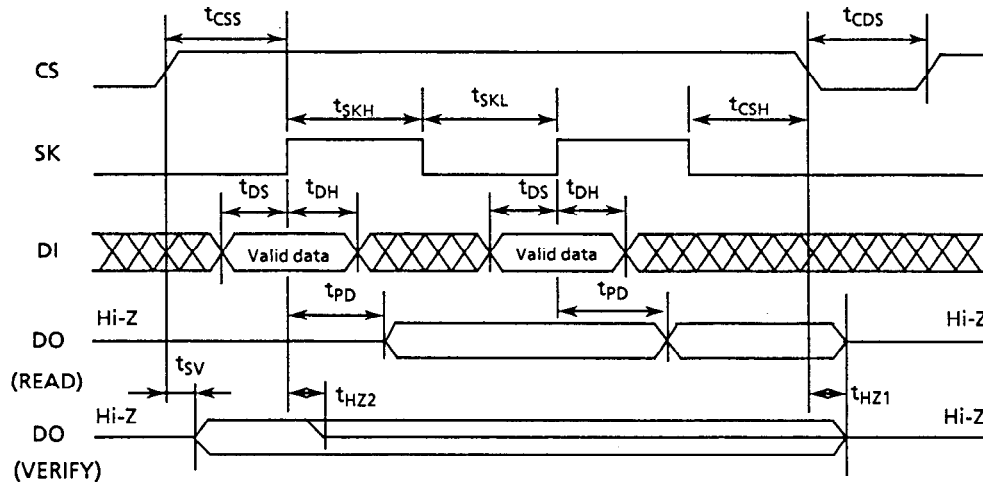 tCSS
tCDS
CS
tSKH
tSKL
tCSH
SK
tDS
tDH
tDS
tDH
DI
Valid data
Valid data
tPD
tPD
Hi-Z
Hi-Z
DO
(READ)
tSV
tHZ2
tHZ1
Hi-Z
Hi-Z
DO
(VERIFY)